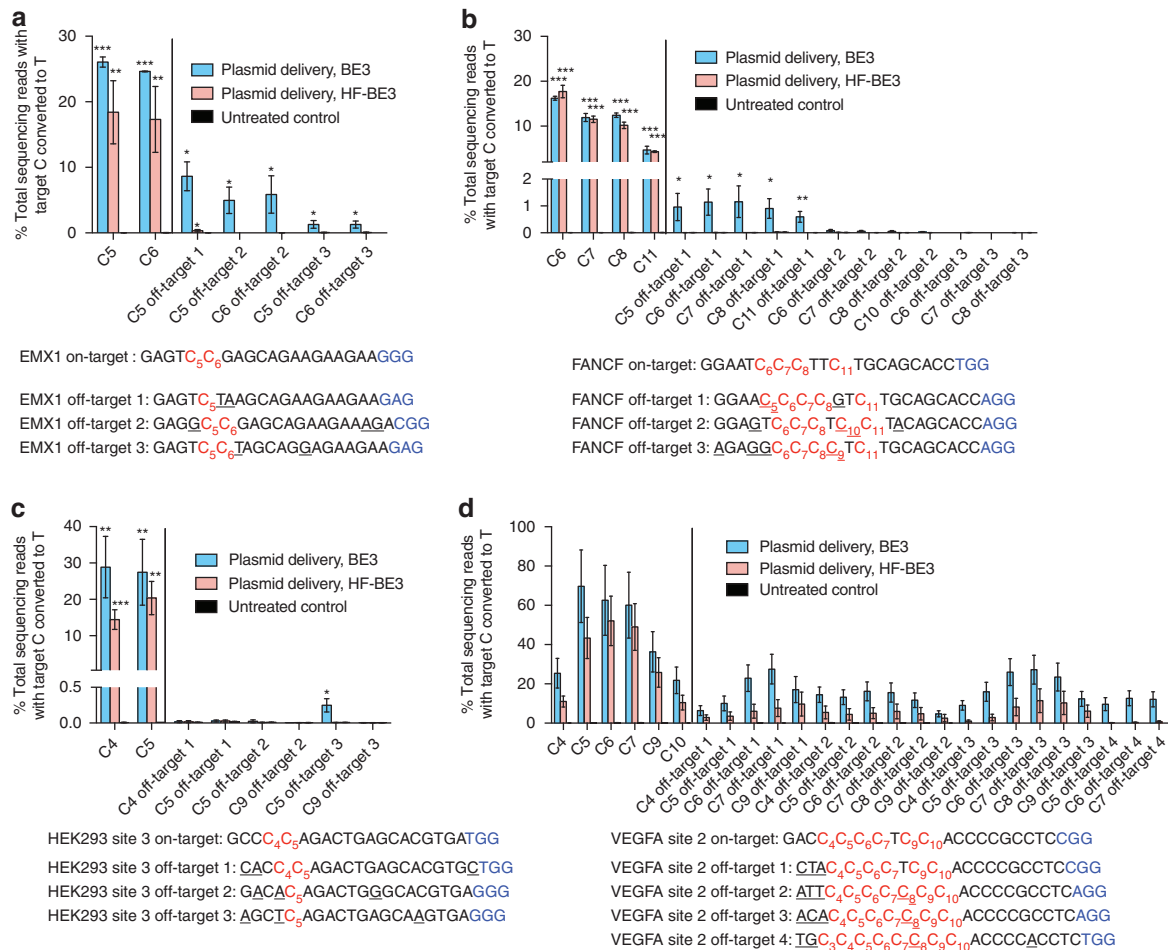 a
% Total sequencing reads with
target C converted to T
30
20
10
0
***
**
***
**
*
*
*
*
*
*
Plasmid delivery, BE3
Plasmid delivery, HF-BE3
Untreated control
C5
C6
C5 off-target 1
C5 off-target 2
C6 off-target 2
C5 off-target 3
C6 off-target 3
EMX1 on-target : GAGTC5C6GAGCAGAAGAAGAAGGG
EMX1 off-target 1: GAGTC5TAAGCAGAAGAAGAAGAG
EMX1 off-target 2: GAGGC5C6GAGCAGAAGAAAGACGG
EMX1 off-target 3: GAGTC5C6TAGCAGGAGAAGAAGAG
b
% Total sequencing reads
with target C converted to T
30
20
10
2
1
0
***
***
***
***
***
***
***
***
*
*
*
*
**
Plasmid delivery, BE3
Plasmid delivery, HF-BE3
Untreated control
C6
C7
C8
C11
C5 off-target 1
C6 off-target 1
C7 off-target 1
C8 off-target 1
C11 off-target 1
C6 off-target 2
C7 off-target 2
C8 off-target 2
C10 off-target 2
C6 off-target 3
C7 off-target 3
C8 off-target 3
FANCF on-target: GGAATC6C7C8TTC11TGCAGCACCTGG
FANCF off-target 1: GGAAC5C6C7C8GTC11TGCAGCACCAGG
FANCF off-target 2: GGAGTC6C7C8TC10C11TACAGCACCAGG
FANCF off-target 3: AGAGGC6C7C8C9TC11TGCAGCACCAGG
c
% Total sequencing reads
with target C converted to T
40
30
20
10
0.5
0.0
**
***
**
**
*
Plasmid delivery, BE3
Plasmid delivery, HF-BE3
Untreated control
C4
C5
C4 off-target 1
C5 off-target 1
C5 off-target 2
C9 off-target 2
C5 off-target 3
C9 off-target 3
HEK293 site 3 on-target: GCCC4C5AGACTGAGCACGTGATGG
HEK293 site 3 off-target 1: CACC4C5AGACTGAGCACGTGCTGG
HEK293 site 3 off-target 2: GACAC5AGACTGGGCACGTGAGGG
HEK293 site 3 off-target 3: AGCTC5AGACTGAGCAAGTGAGGG
d
% Total sequencing reads
with target C converted to T
100
80
60
40
20
0
Plasmid delivery, BE3
Plasmid delivery, HF-BE3
Untreated control
C4
C5
C6
C7
C9
C10
C4 off-target 1
C5 off-target 1
C6 off-target 1
C7 off-target 1
C9 off-target 1
C4 off-target 2
C5 off-target 2
C6 off-target 2
C7 off-target 2
C8 off-target 2
C9 off-target 2
C4 off-target 3
C5 off-target 3
C6 off-target 3
C7 off-target 3
C8 off-target 3
C9 off-target 3
C5 off-target 4
C6 off-target 4
C7 off-target 4
VEGFA site 2 on-target: GACC4C5C6C7TC9C10ACCCCGCCTCCGG
VEGFA site 2 off-target 1: CTAC4C5C6C7TC9C10ACCCCGCCTCCGG
VEGFA site 2 off-target 2: ATTC4C5C6C7C8C9C10ACCCCGCCTCAGG
VEGFA site 2 off-target 3: ACAC4C5C6C7C8C9C10ACCCCGCCTCAGG
VEGFA site 2 off-target 4: TGC3C4C5C6C7C8C9C10ACCCCACCTCTGG